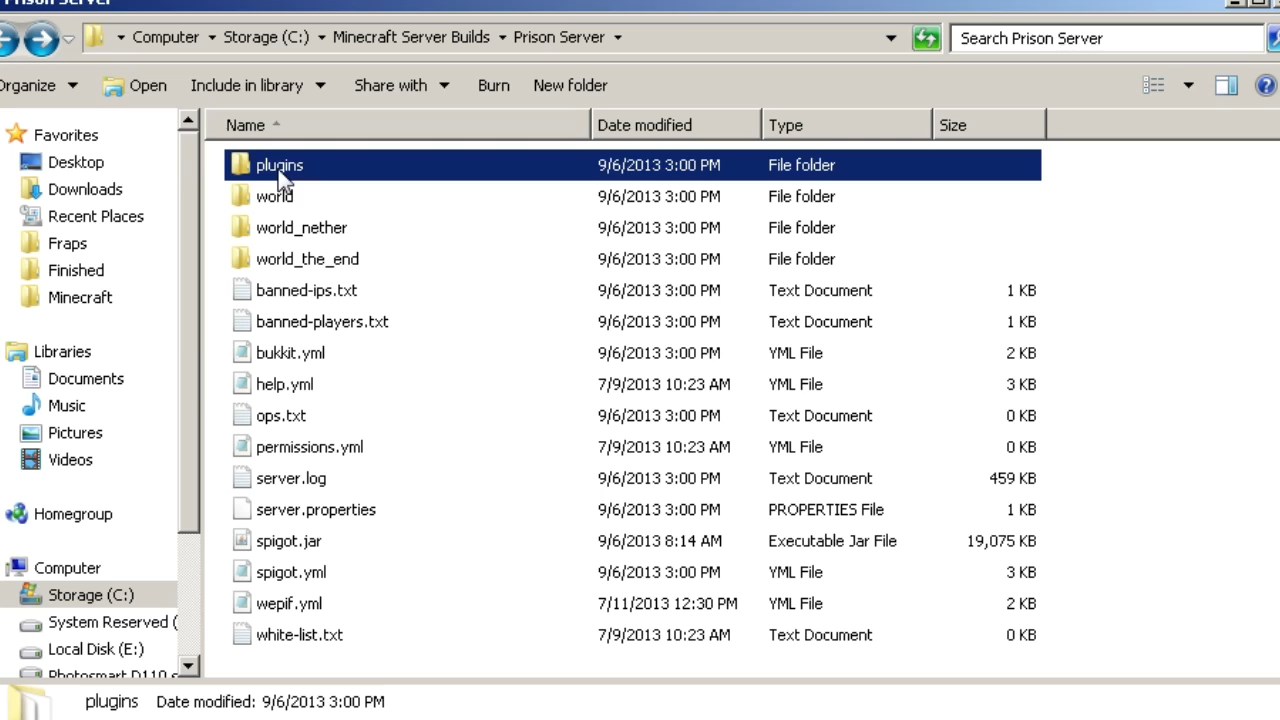 Prison Server
Computer Storage (C:) Minecraft Server Builds Prison Server Search Prison Server
Organize Open Include in library Share with Burn New folder
Name Date modified Type Size
Favorites
Desktop
Downloads
Recent Places
Fraps
Finished
Minecraft
Libraries
Documents
Music
Pictures
Videos
Homegroup
Computer
Storage (C:)
System Reserved (
Local Disk (E:)
Photosmart D110 s
plugins 9/6/2013 3:00 PM File folder
world 9/6/2013 3:00 PM File folder
world_nether 9/6/2013 3:00 PM File folder
world_the_end 9/6/2013 3:00 PM File folder
banned-ips.txt 9/6/2013 3:00 PM Text Document 1 KB
banned-players.txt 9/6/2013 3:00 PM Text Document 1 KB
bukkit.yml 9/6/2013 3:00 PM YML File 2 KB
help.yml 7/9/2013 10:23 AM YML File 3 KB
ops.txt 9/6/2013 3:00 PM Text Document 0 KB
permissions.yml 7/9/2013 10:23 AM YML File 0 KB
server.log 9/6/2013 3:00 PM Text Document 459 KB
server.properties 9/6/2013 3:00 PM PROPERTIES File 1 KB
spigot.jar 9/6/2013 8:14 AM Executable Jar File 19,075 KB
spigot.yml 9/6/2013 3:00 PM YML File 3 KB
wepif.yml 7/11/2013 12:30 PM YML File 2 KB
white-list.txt 7/9/2013 10:23 AM Text Document 0 KB
plugins Date modified: 9/6/2013 3:00 PM